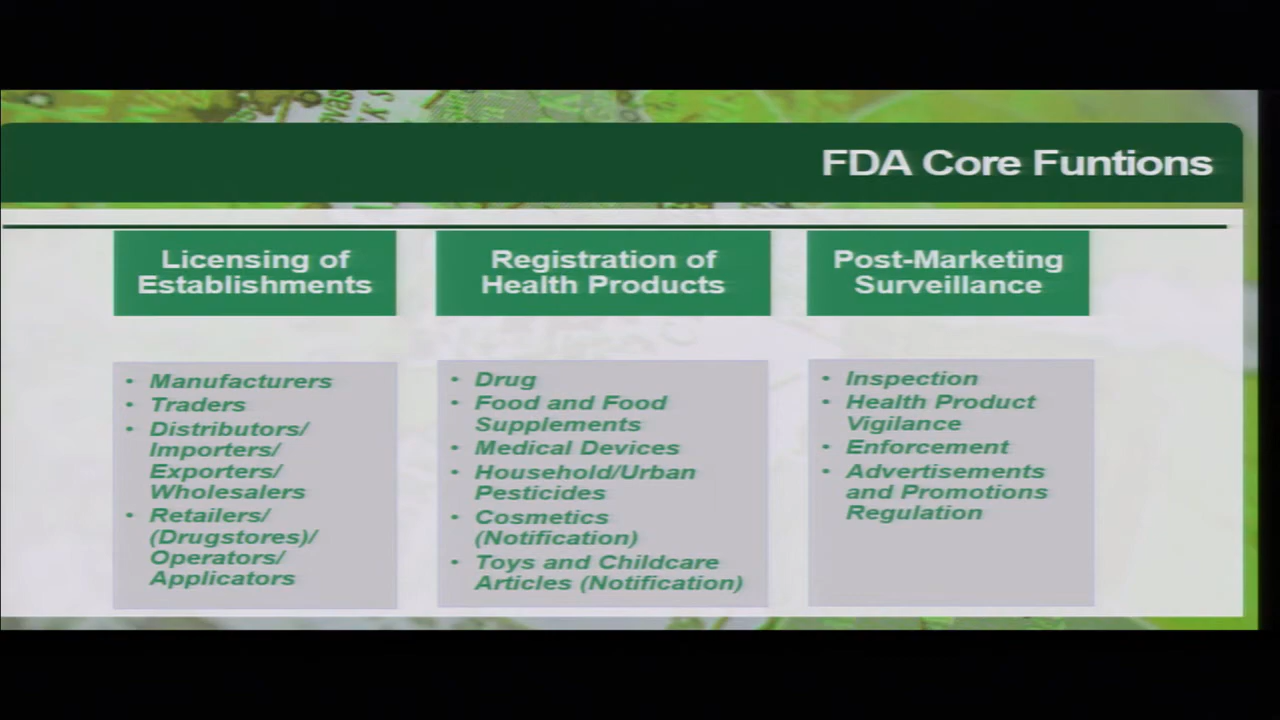 FDA Core Funtions
Licensing of
Establishments
• Manufacturers
• Traders
• Distributors/
Importers/
Exporters/
Wholesalers
• Retailers/
(Drugstores)/
Operators/
Applicators
Registration of
Health Products
• Drug
• Food and Food
Supplements
• Medical Devices
• Household/Urban
Pesticides
• Cosmetics
(Notification)
• Toys and Childcare
Articles (Notification)
Post-Marketing
Surveillance
• Inspection
• Health Product
Vigilance
• Enforcement
• Advertisements
and Promotions
Regulation